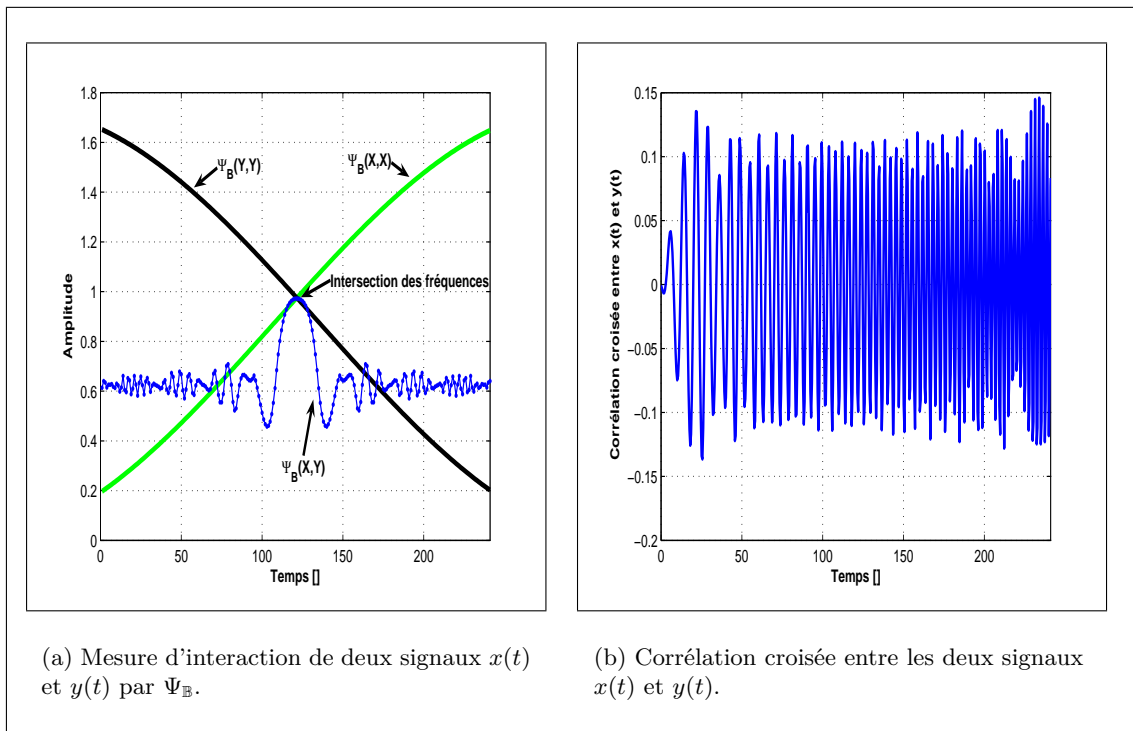 1.8
1.6
1.4
1.2
1
0.8
0.6
0.4
0.2
0
0
50
100
150
200
Amplitude
Temps []
Ψ_B(Y,Y)
Ψ_B(X,X)
Intersection des fréquences
Ψ_B(X,Y)
0.15
0.1
0.05
0
−0.05
−0.1
−0.15
−0.2
0
50
100
150
200
Corrélation croisée entre x(t) et y(t)
Temps []
(a) Mesure d'interaction de deux signaux x(t)
et y(t) par Ψ_𝔹.
(b) Corrélation croisée entre les deux signaux
x(t) et y(t).